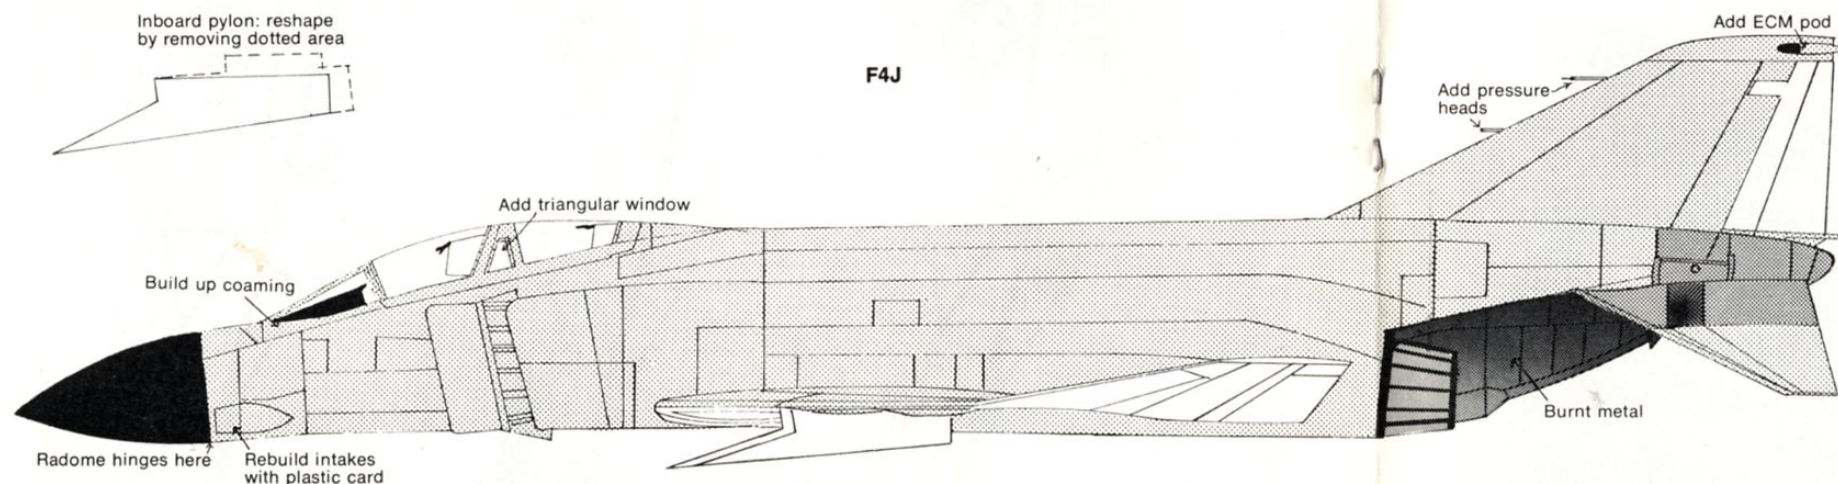 Inboard pylon: reshape
by removing dotted area
F4J
Add ECM pod
Add pressure
heads
Add triangular window
Build up coaming
Radome hinges here
Rebuild intakes
with plastic card
Burnt metal